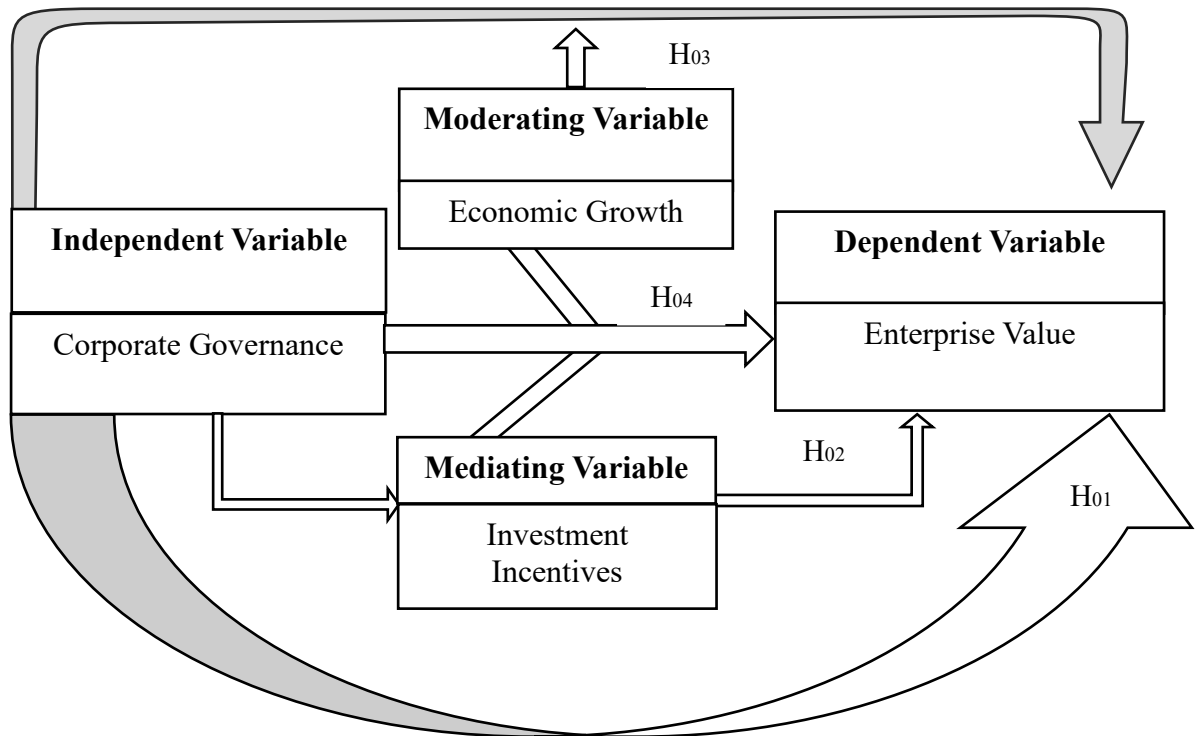 H03
Moderating Variable
Economic Growth
Independent Variable
Corporate Governance
Dependent Variable
Enterprise Value
H04
Mediating Variable
Investment
Incentives
H02
H01